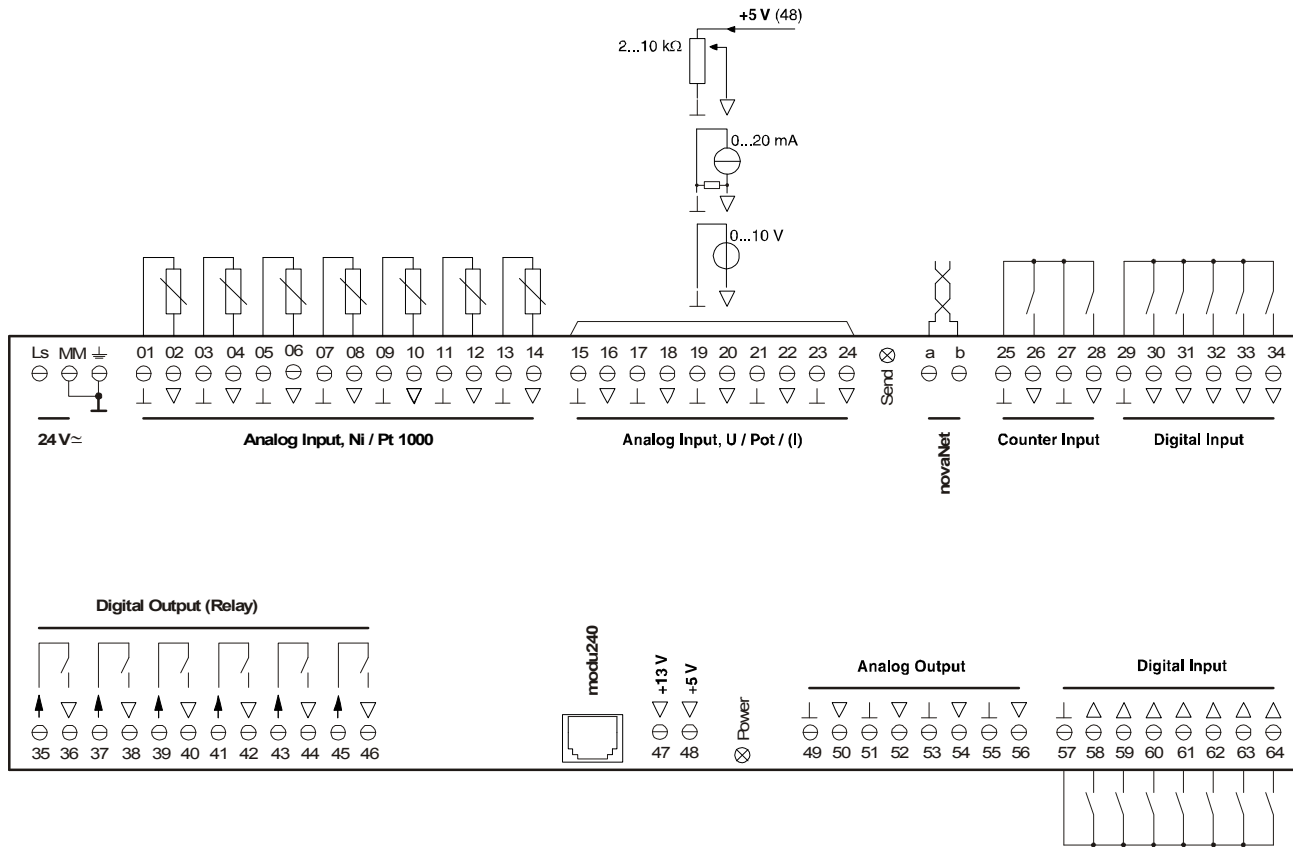 +5 V (48)
2...10 kΩ
0...20 mA
0...10 V
Ls MM 01 02 03 04 05 06 07 08 09 10 11 12 13 14 15 16 17 18 19 20 21 22 23 24 Send a b 25 26 27 28 29 30 31 32 33 34
24 V≃ Analog Input, Ni / Pt 1000 Analog Input, U / Pot / (I) novaNet Counter Input Digital Input
Digital Output (Relay)
modu240 +13 V +5 V Power
Analog Output Digital Input
35 36 37 38 39 40 41 42 43 44 45 46 47 48 49 50 51 52 53 54 55 56 57 58 59 60 61 62 63 64